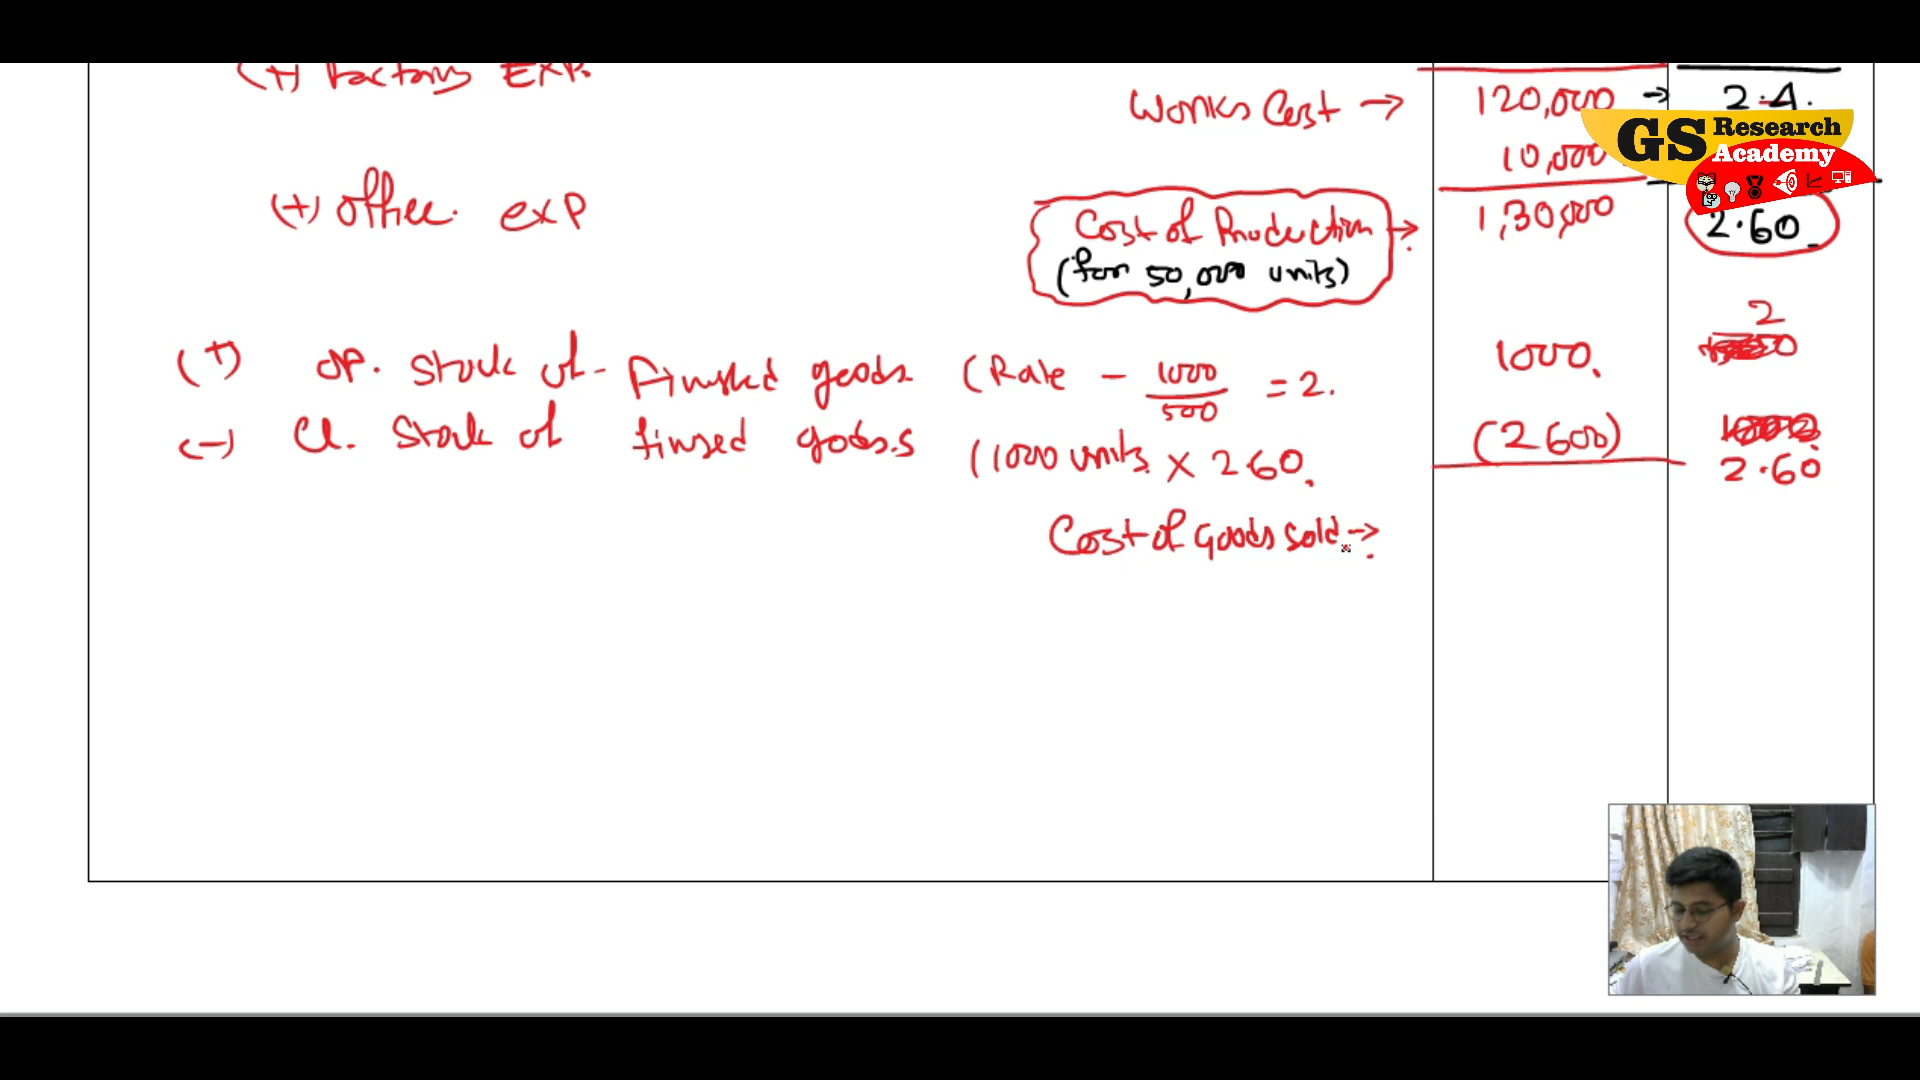 (+) Factory Exp.
Works Cost → 120,000 → 2.4.
GS Research Academy
10,000
(+) office. exp
Cost of Production → 1,30,000 2.60
(for 50,000 units)
2
(+) OP. Stock of Finished goods (Rate - 1000/500 = 2. 1000.
(-) Cl. Stock of finsed goods (1000 units × 2.60. (2600)
2.60
Cost of Goods Sold →